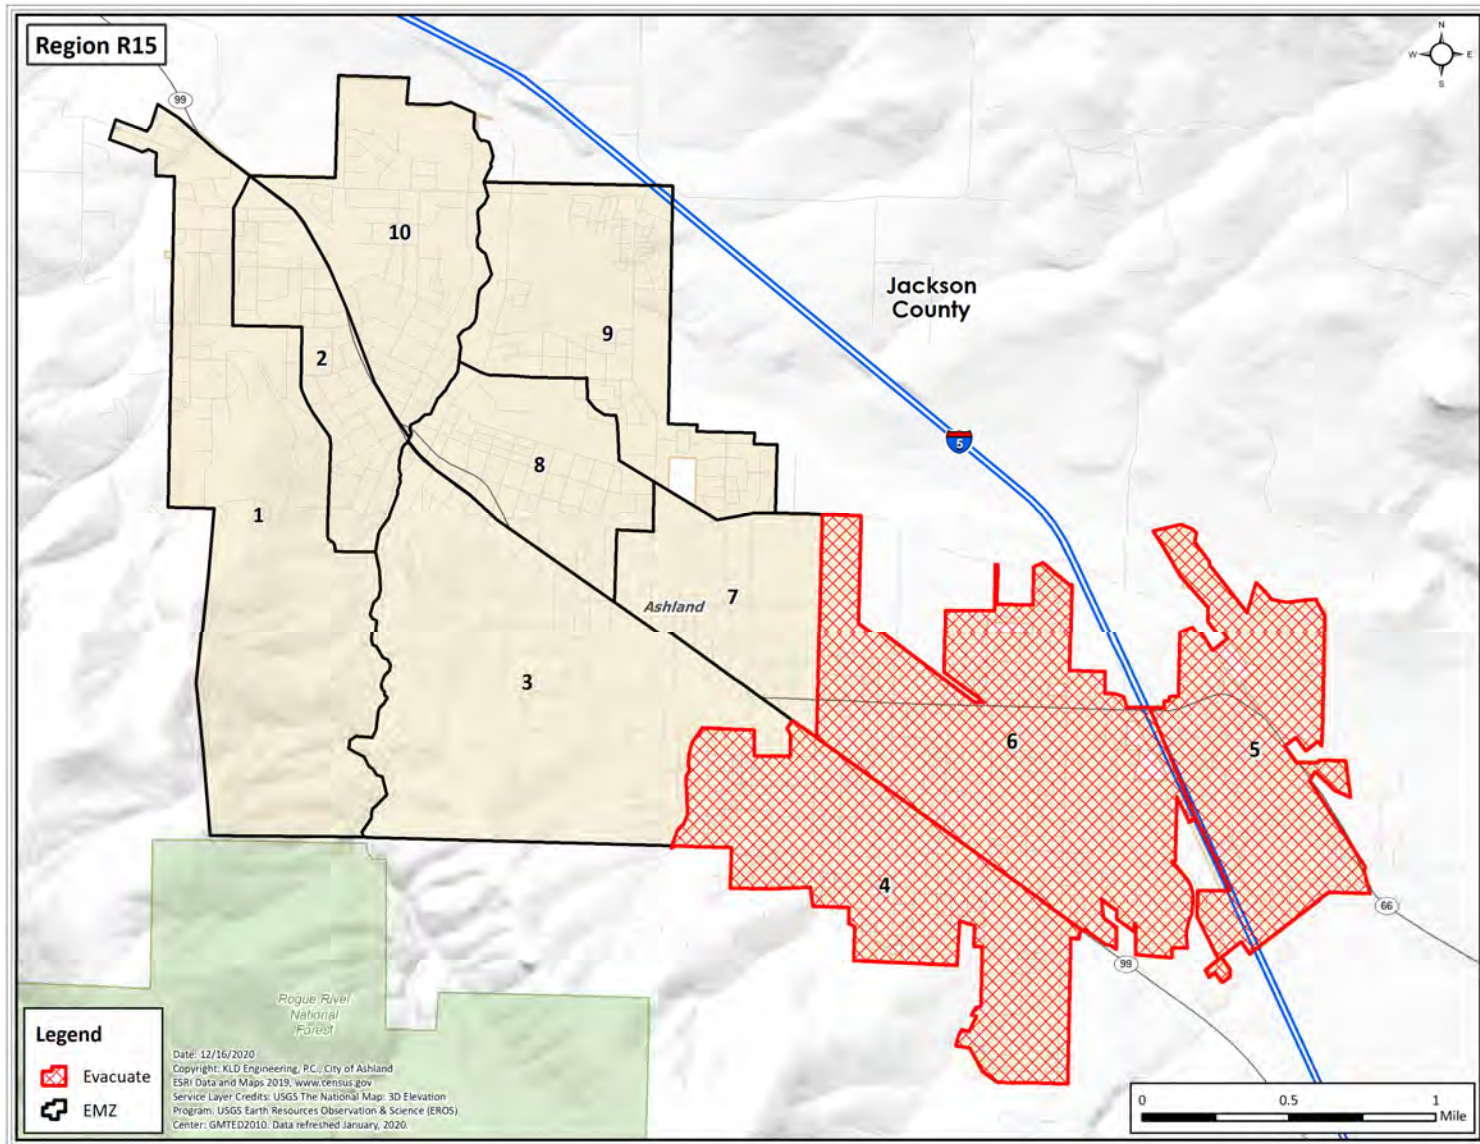 Region R15
N
W
E
S
99
10
Jackson
County
9
2
5
8
1
Ashland
7
3
6
5
4
66
99
Rogue River
National
Forest
Legend
Evacuate
EMZ
Date: 12/16/2020
Copyright: KLD Engineering, P.C., City of Ashland
ESRI Data and Maps 2019, www.census.gov
Service Layer Credits: USGS The National Map: 3D Elevation
Program. USGS Earth Resources Observation & Science (EROS)
Center: GMTED2010. Data refreshed January, 2020.
0
0.5
1
Mile